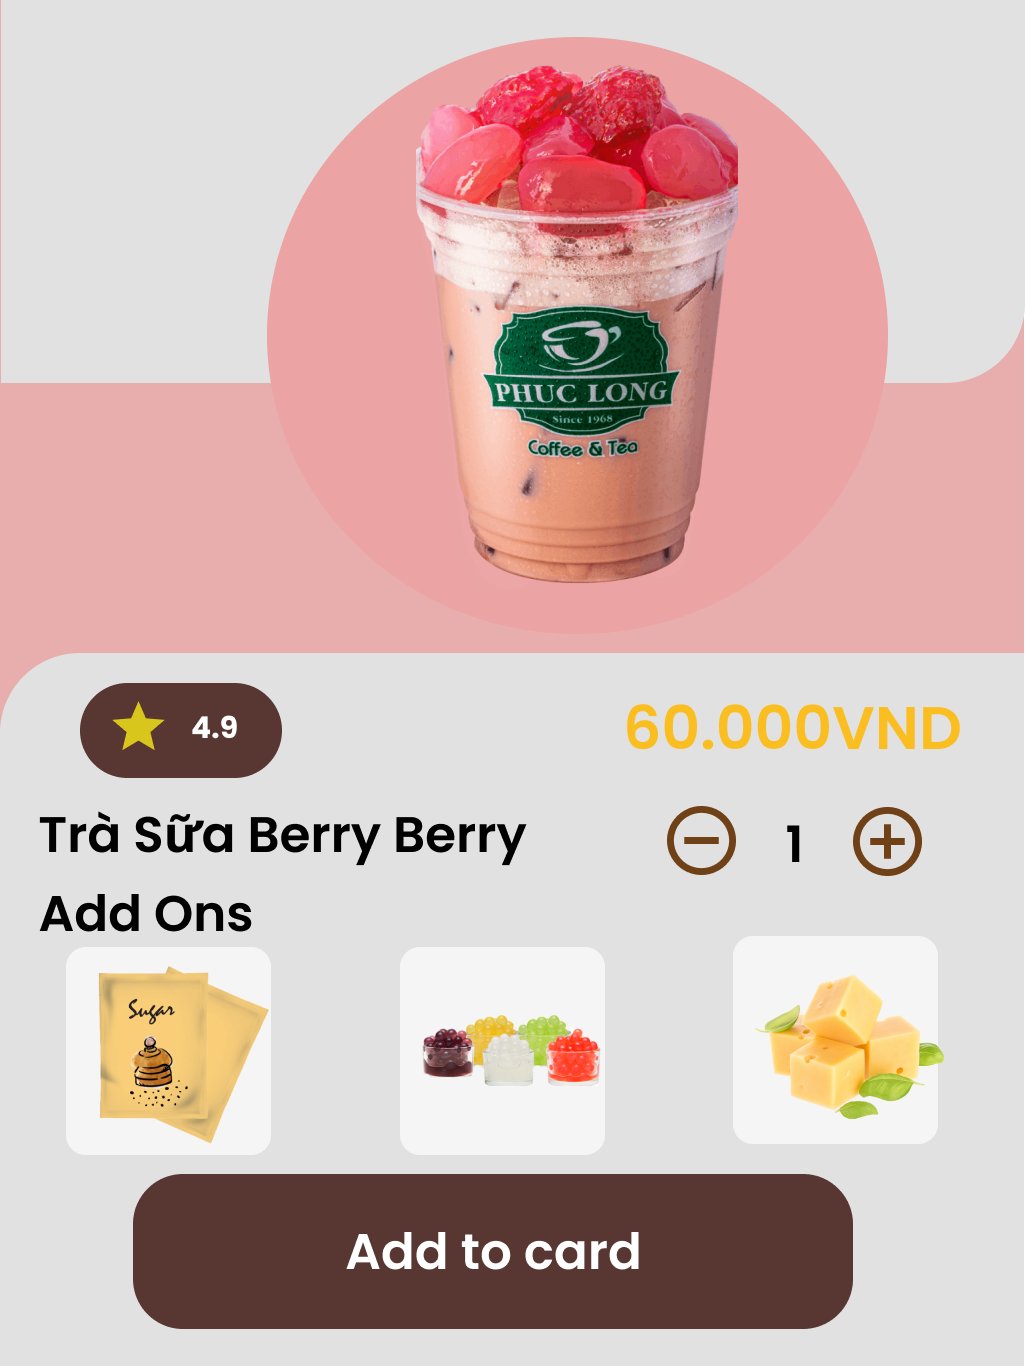 PHUC LONG
Since 1968
Coffee & Tea
4.9
60.000VND
Trà Sữa Berry Berry
1
Add Ons
Sugar
Add to card